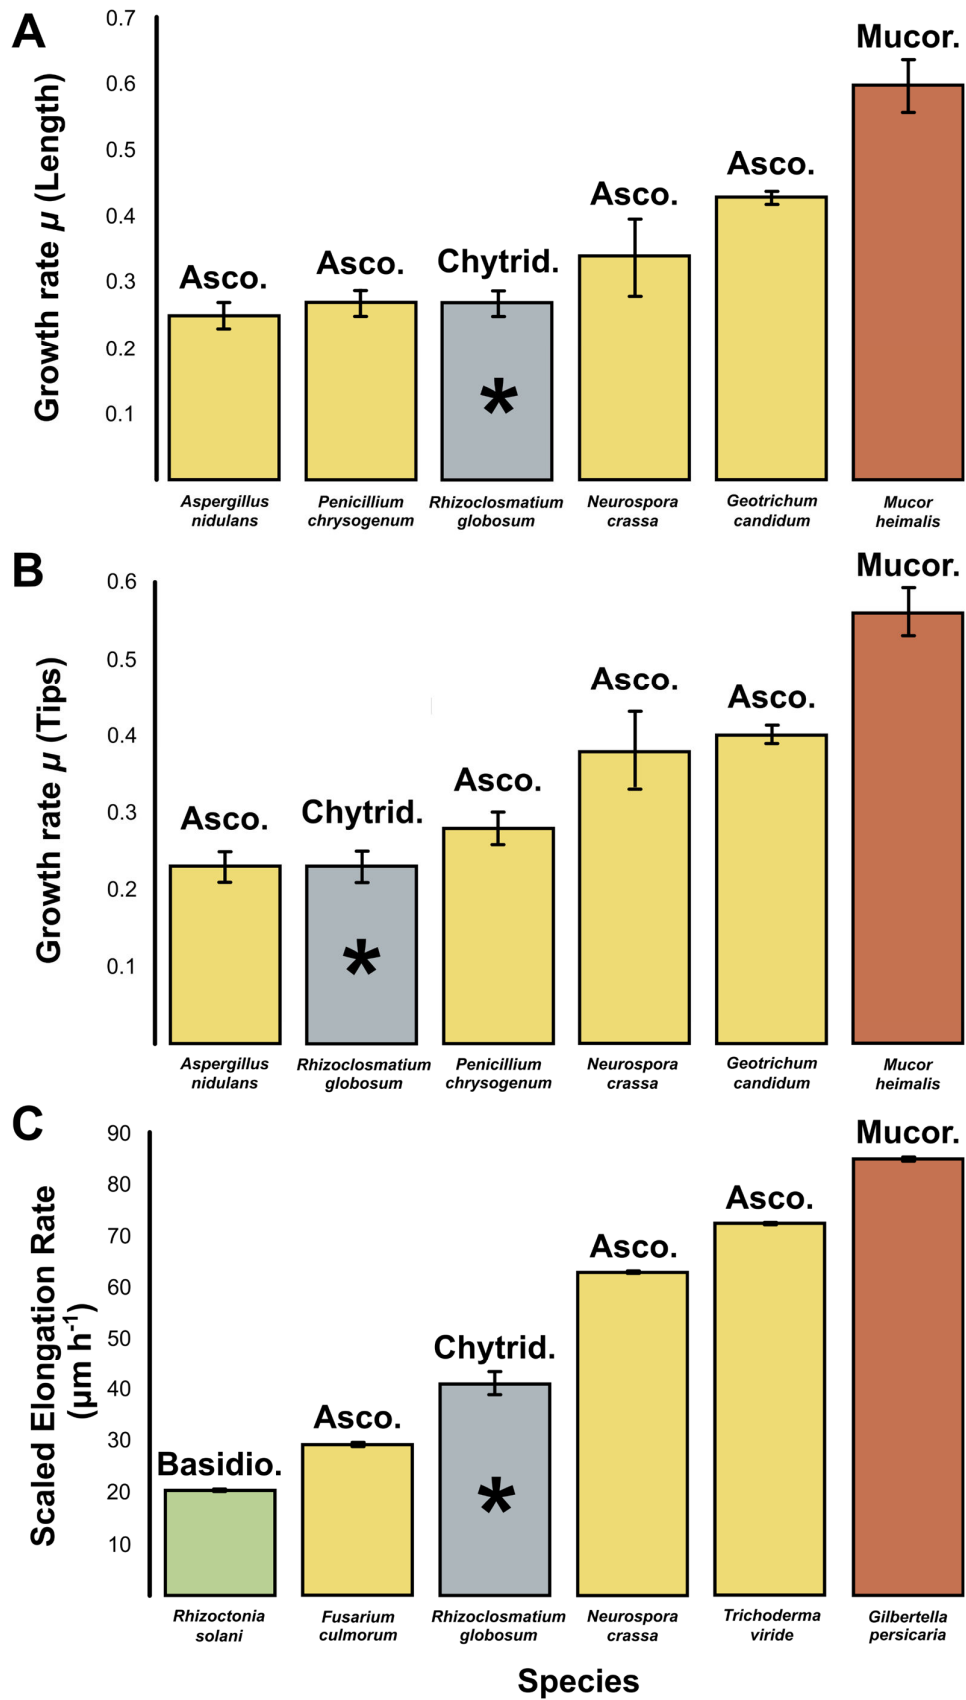 A
Growth rate μ (Length)
0.7
0.6
0.5
0.4
0.3
0.2
0.1
Asco.
Asco.
Chytrid.
Asco.
Asco.
Mucor.
*
Aspergillus
nidulans
Penicillium
chrysogenum
Rhizoclosmatium
globosum
Neurospora
crassa
Geotrichum
candidum
Mucor
heimalis
B
Growth rate μ (Tips)
0.6
0.5
0.4
0.3
0.2
0.1
Asco.
Chytrid.
Asco.
Asco.
Asco.
Mucor.
*
Aspergillus
nidulans
Rhizoclosmatium
globosum
Penicillium
chrysogenum
Neurospora
crassa
Geotrichum
candidum
Mucor
heimalis
C
Scaled Elongation Rate
(μm h⁻¹)
90
80
70
60
50
40
30
20
10
Basidio.
Asco.
Chytrid.
Asco.
Asco.
Mucor.
*
Rhizoctonia
solani
Fusarium
culmorum
Rhizoclosmatium
globosum
Neurospora
crassa
Trichoderma
viride
Gilbertella
persicaria
Species